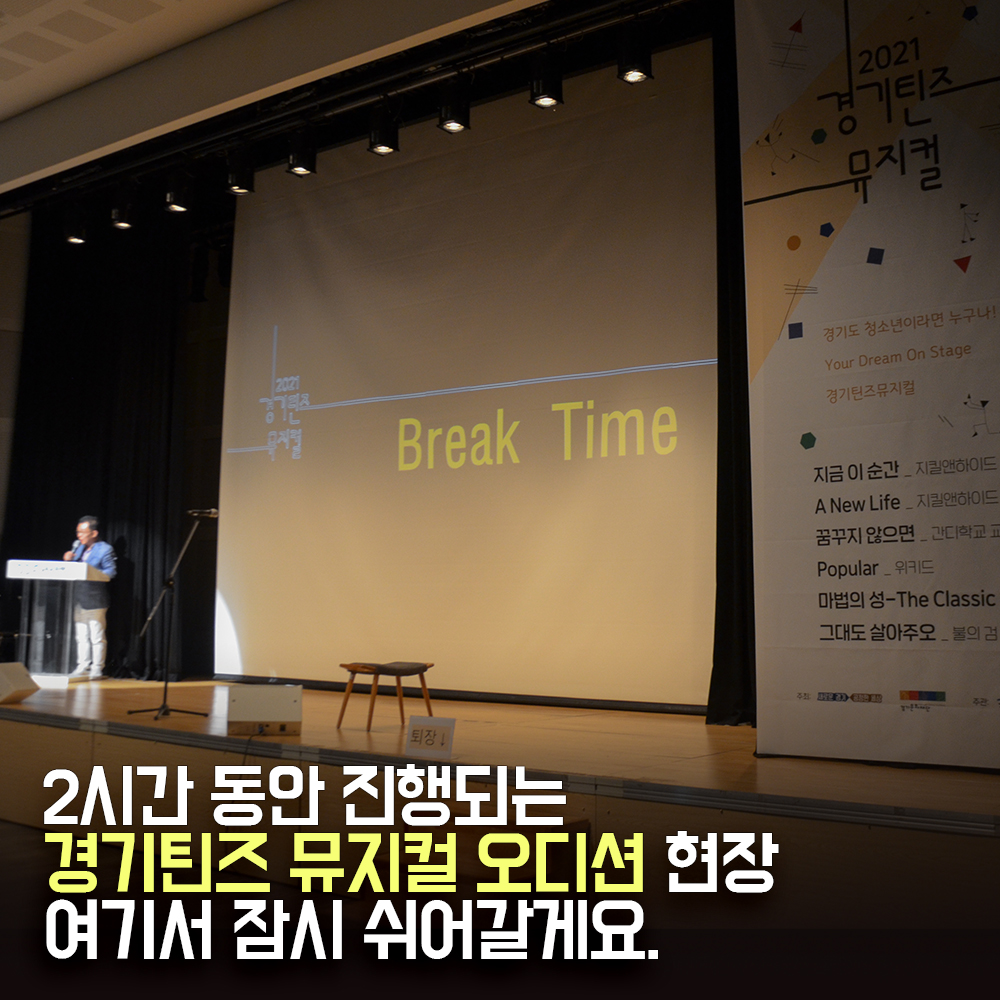 2021
경기틴즈
뮤지컬
경기도 청소년이라면 누구나!
Your Dream On Stage
경기틴즈뮤지컬
지금 이 순간 _ 지킬앤하이드
A New Life _ 지킬앤하이드
꿈꾸지 않으면 _ 간디학교 교
Popular _ 위키드
마법의 성-The Classic
그대도 살아주오 _ 불의 검
주최
주관
2021
경기틴즈
뮤지컬
Break Time
퇴장↓
2시간 동안 진행되는
경기틴즈 뮤지컬 오디션 현장
여기서 잠시 쉬어갈게요.